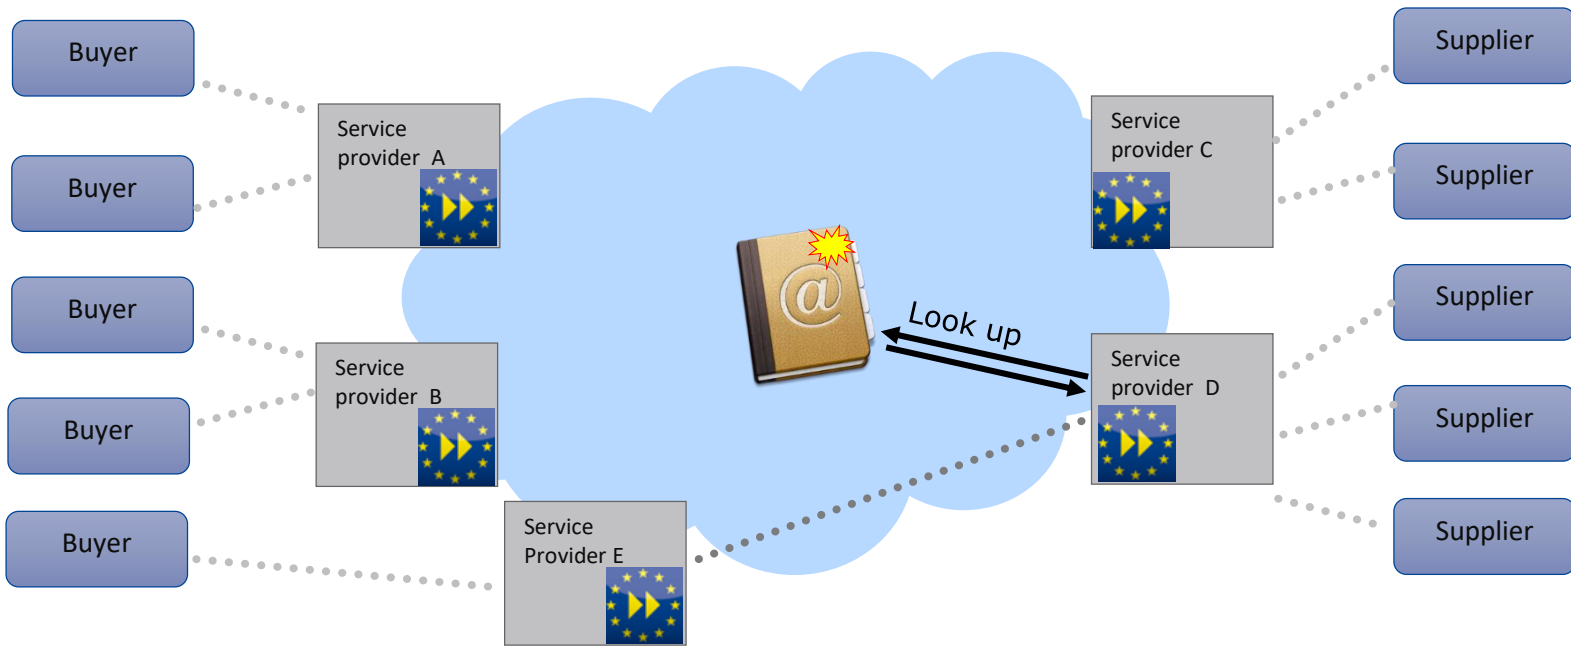 Buyer
Buyer
Buyer
Buyer
Buyer
Service
provider A
Service
provider B
Service
Provider E
@
Look up
Service
provider C
Service
provider D
Supplier
Supplier
Supplier
Supplier
Supplier